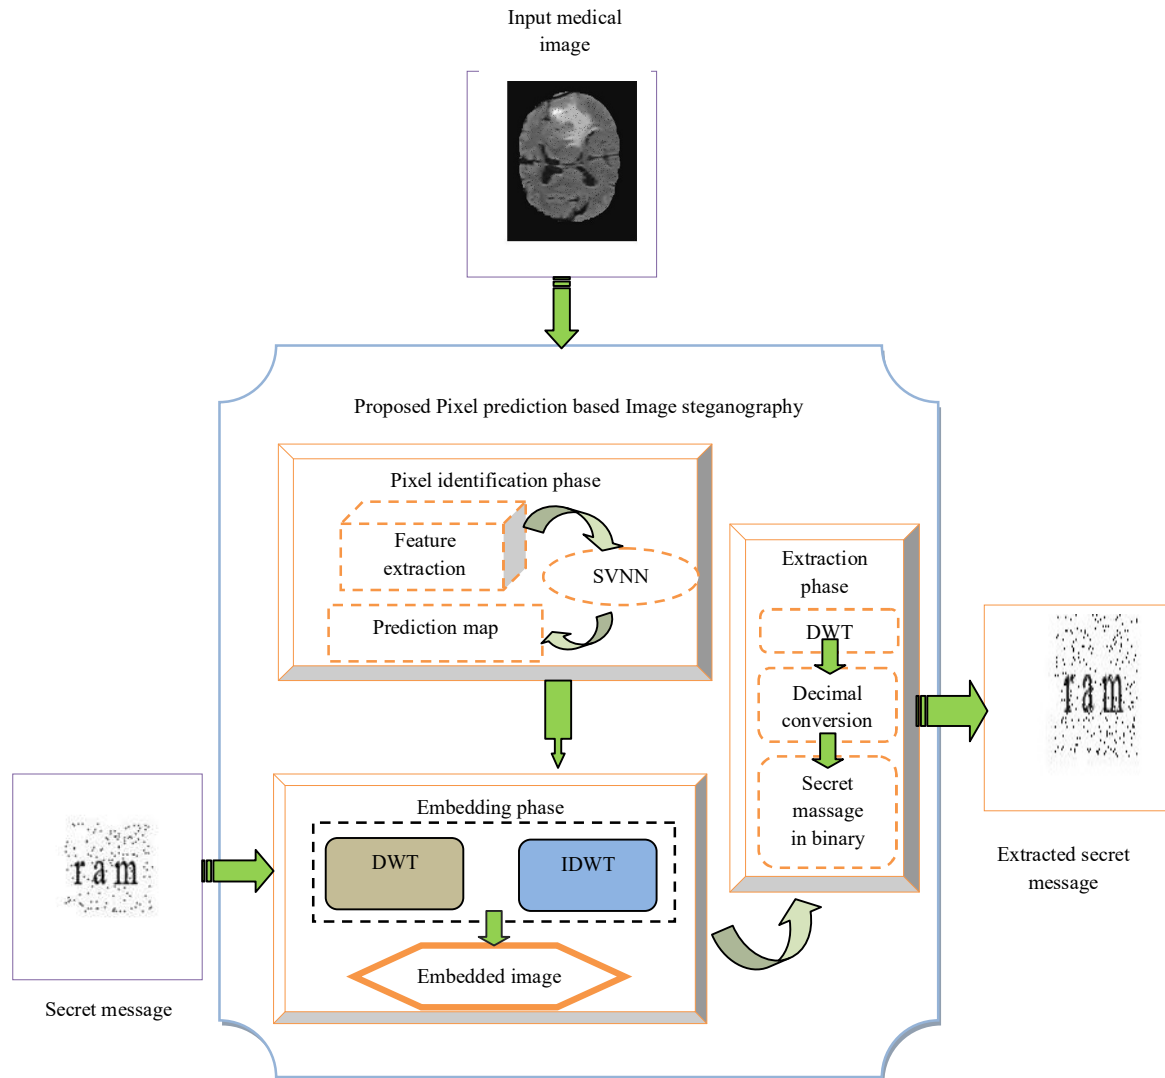 Input medical
image
Proposed Pixel prediction based Image steganography
Pixel identification phase
Feature
extraction
SVNN
Prediction map
Extraction
phase
DWT
Decimal
conversion
Secret
massage
in binary
ram
Extracted secret
message
Embedding phase
DWT
IDWT
Embedded image
ram
Secret message